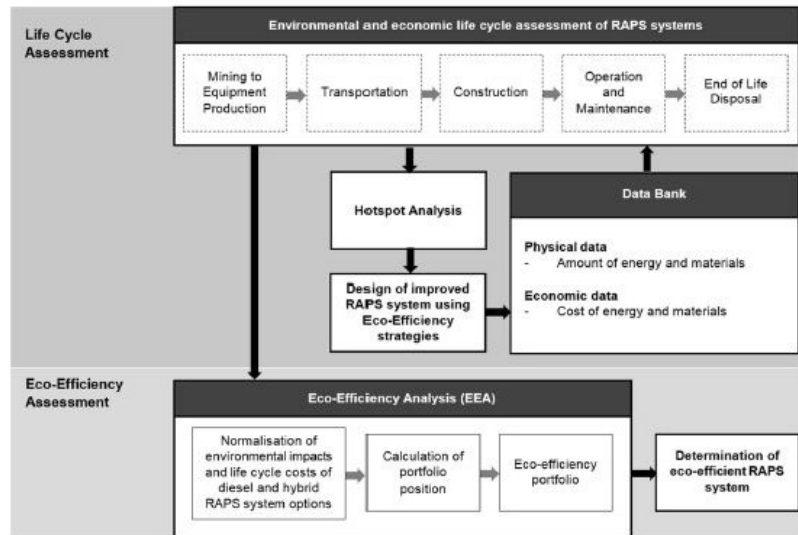 Life Cycle
Assessment
Environmental and economic life cycle assessment of RAPS systems
Mining to
Equipment
Production
Transportation
Construction
Operation
and
Maintenance
End of Life
Disposal
Hotspot Analysis
Design of improved
RAPS system using
Eco-Efficiency
strategies
Data Bank
Physical data
- Amount of energy and materials
Economic data
- Cost of energy and materials
Eco-Efficiency
Assessment
Eco-Efficiency Analysis (EEA)
Normalisation of
environmental impacts
and life cycle costs of
diesel and hybrid
RAPS system options
Calculation of
portfolio
position
Eco-efficiency
portfolio
Determination of
eco-efficient RAPS
system